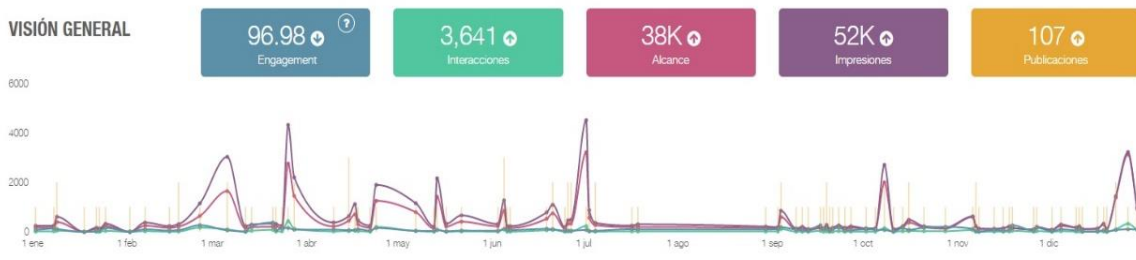 VISIÓN GENERAL
96.98
?
Engagement
3,641
Interacciones
38K
Alcance
52K
Impresiones
107
Publicaciones
6000
4000
2000
0
1 ene 1 feb 1 mar 1 abr 1 may 1 jun 1 jul 1 ago 1 sep 1 oct 1 nov 1 dic